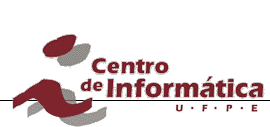 Centro
de Informática
U · F · P · E